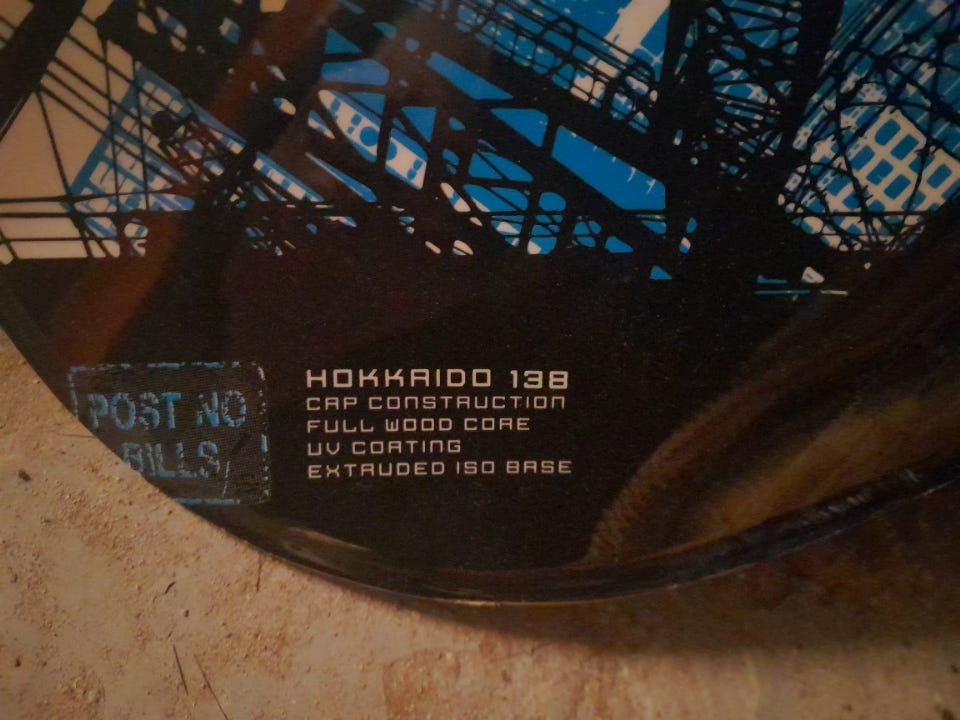 POST NO
BILLS
HOKKAIDO 138
CAP CONSTRUCTION
FULL WOOD CORE
UV COATING
EXTRUDED ISO BASE